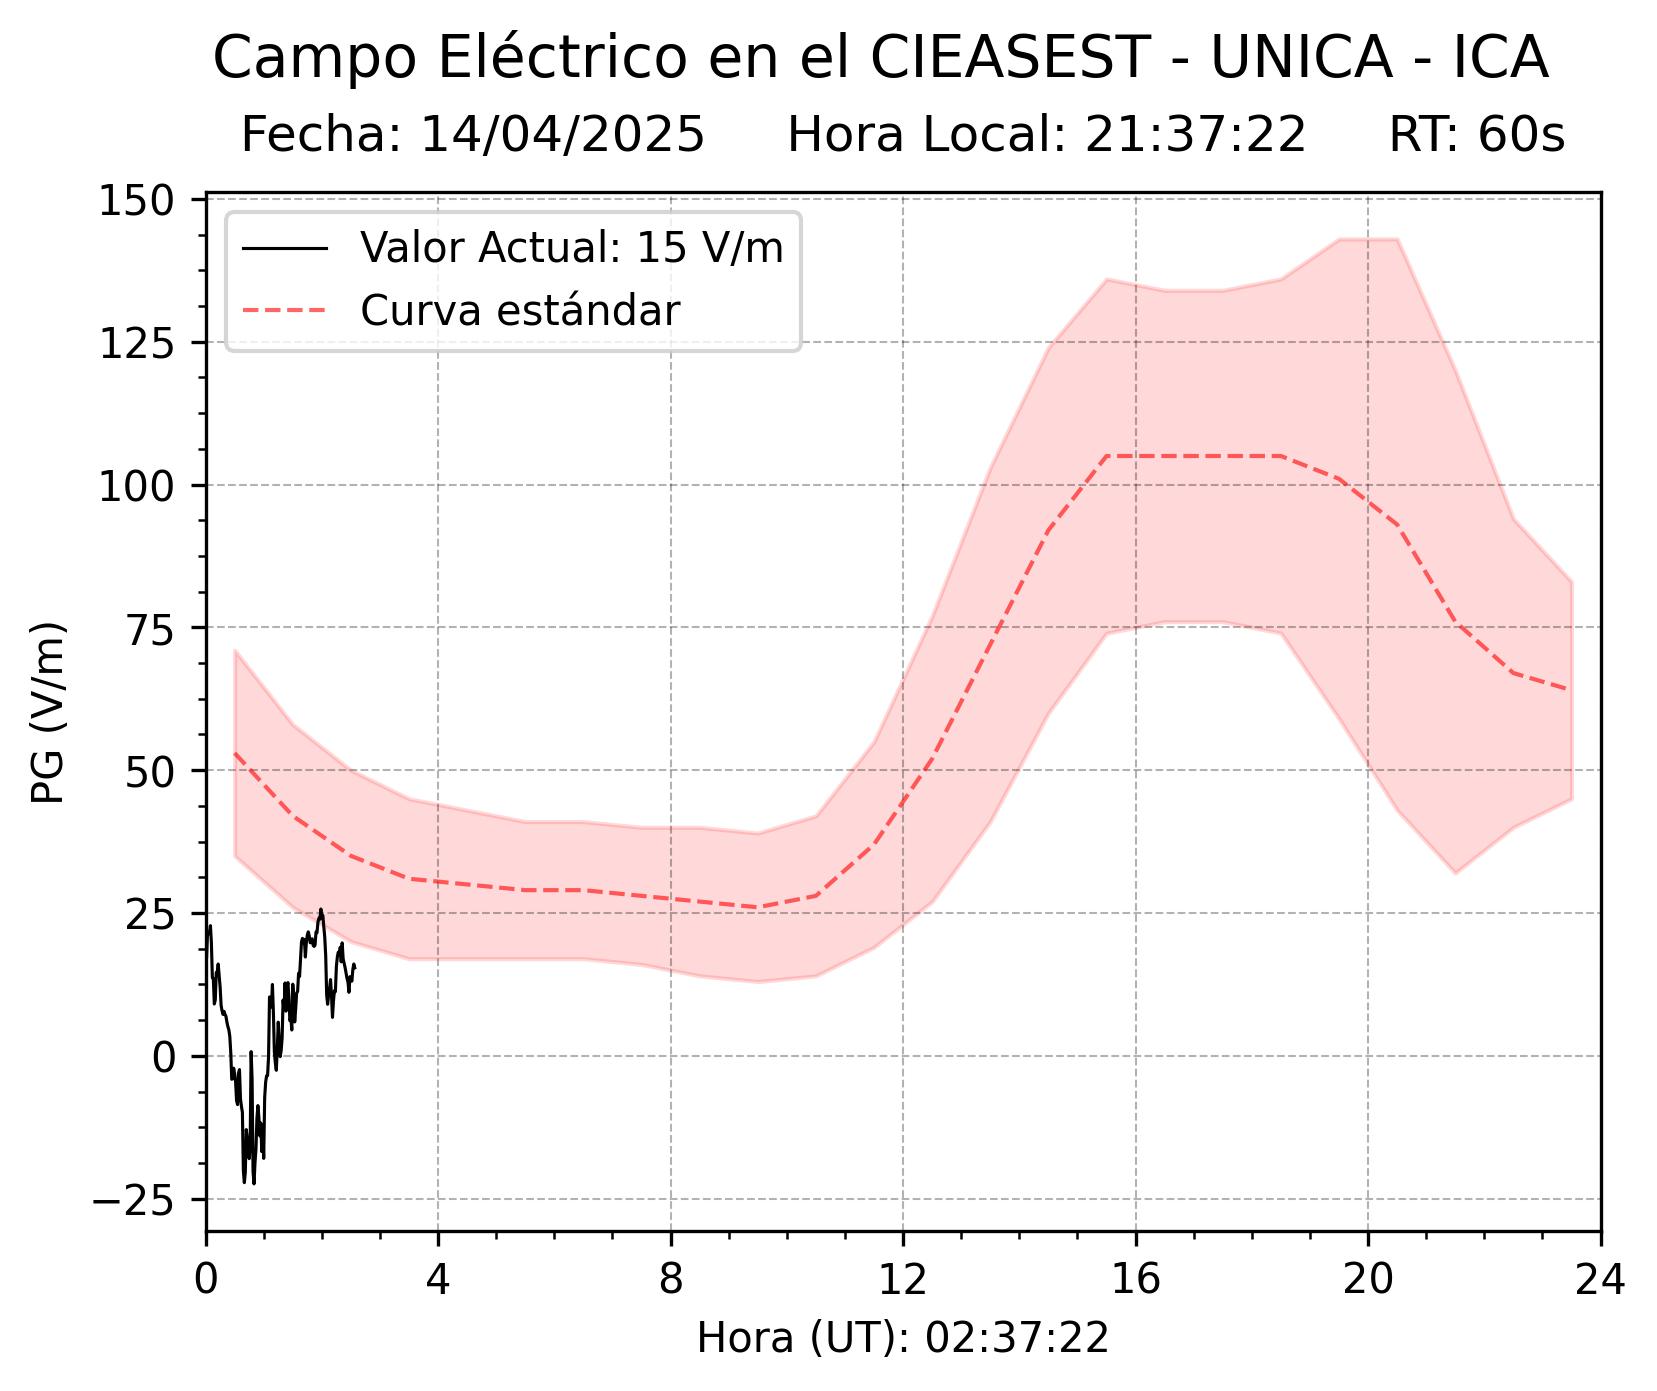 Campo Eléctrico en el CIEASEST - UNICA - ICA
Fecha: 14/04/2025 Hora Local: 21:37:22 RT: 60s
Valor Actual: 15 V/m
Curva estándar
150
125
100
75
50
25
0
−25
PG (V/m)
0 4 8 12 16 20 24
Hora (UT): 02:37:22